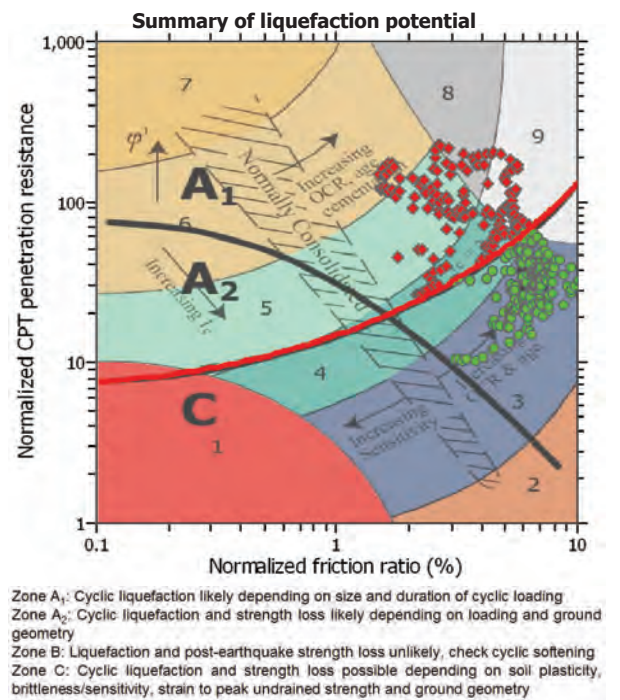 Summary of liquefaction potential
1,000
7
8
9
φ'
Increasing
OCR, age
cementation
Normally Consolidated
A1
100
6
A2
Increasing Ic
5
10
4
Increasing
OCR & age
3
C
1
Increasing
Sensitivity
2
1
0.1
1
10
Normalized CPT penetration resistance
Normalized friction ratio (%)
Zone A1: Cyclic liquefaction likely depending on size and duration of cyclic loading
Zone A2: Cyclic liquefaction and strength loss likely depending on loading and ground
geometry
Zone B: Liquefaction and post-earthquake strength loss unlikely, check cyclic softening
Zone C: Cyclic liquefaction and strength loss possible depending on soil plasticity,
brittleness/sensitivity, strain to peak undrained strength and ground geometry